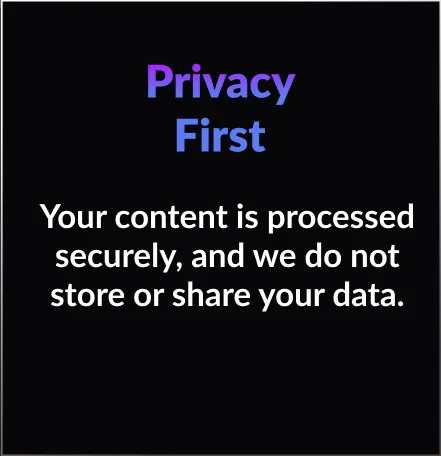 Privacy
First
Your content is processed
securely, and we do not
store or share your data.